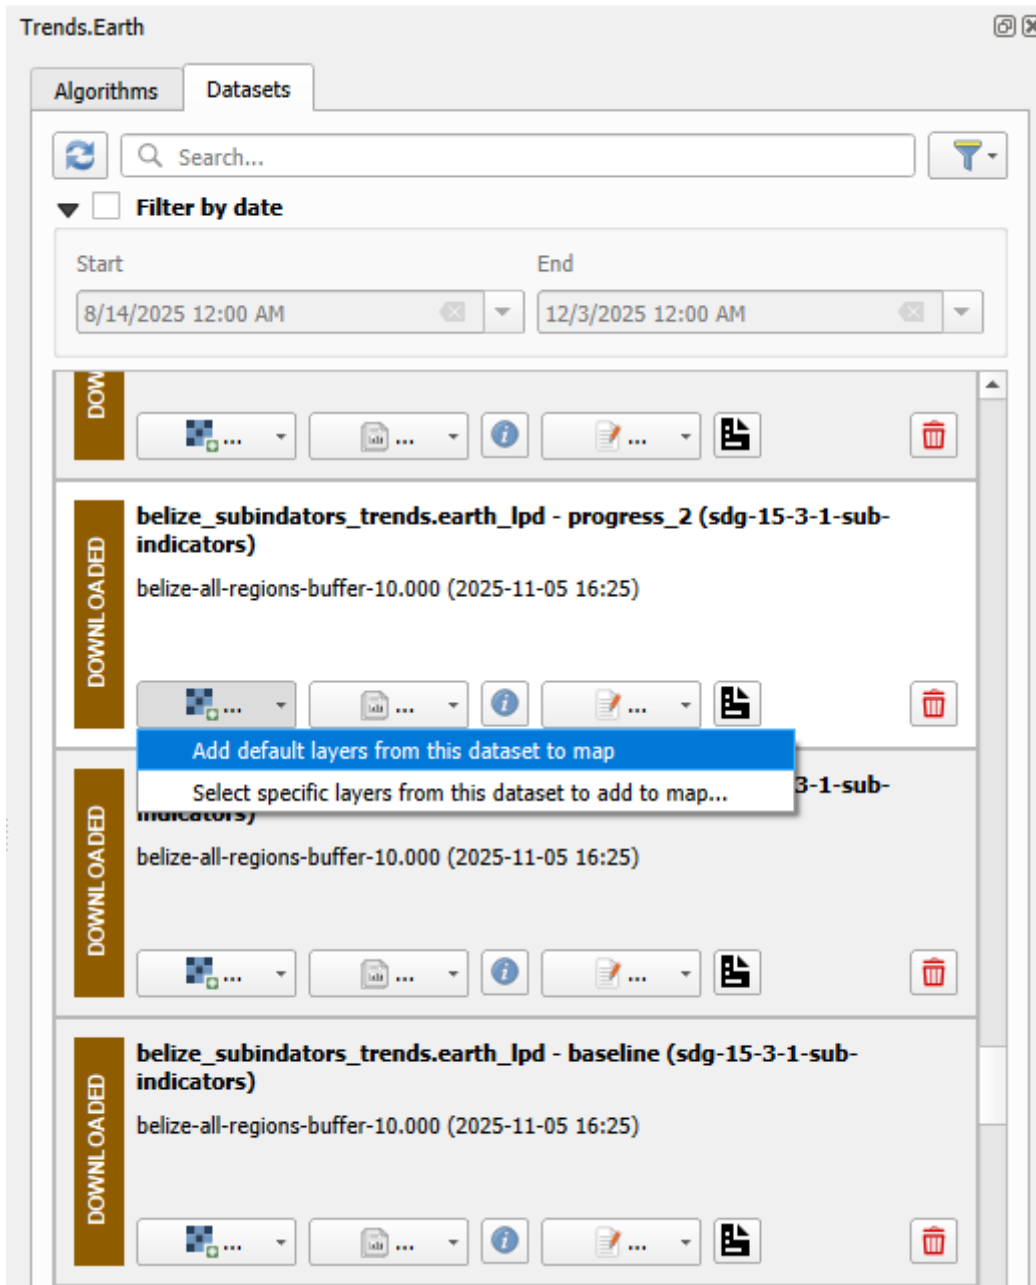 Trends.Earth
Algorithms
Datasets
Search...
Filter by date
Start
End
8/14/2025 12:00 AM
12/3/2025 12:00 AM
DOW
...
...
...
DOWNLOADED
belize_subindators_trends.earth_lpd - progress_2 (sdg-15-3-1-sub-
indicators)
belize-all-regions-buffer-10.000 (2025-11-05 16:25)
...
...
...
Add default layers from this dataset to map
Select specific layers from this dataset to add to map...
DOWNLOADED
3-1-sub-
indicators)
belize-all-regions-buffer-10.000 (2025-11-05 16:25)
...
...
...
DOWNLOADED
belize_subindators_trends.earth_lpd - baseline (sdg-15-3-1-sub-
indicators)
belize-all-regions-buffer-10.000 (2025-11-05 16:25)
...
...
...